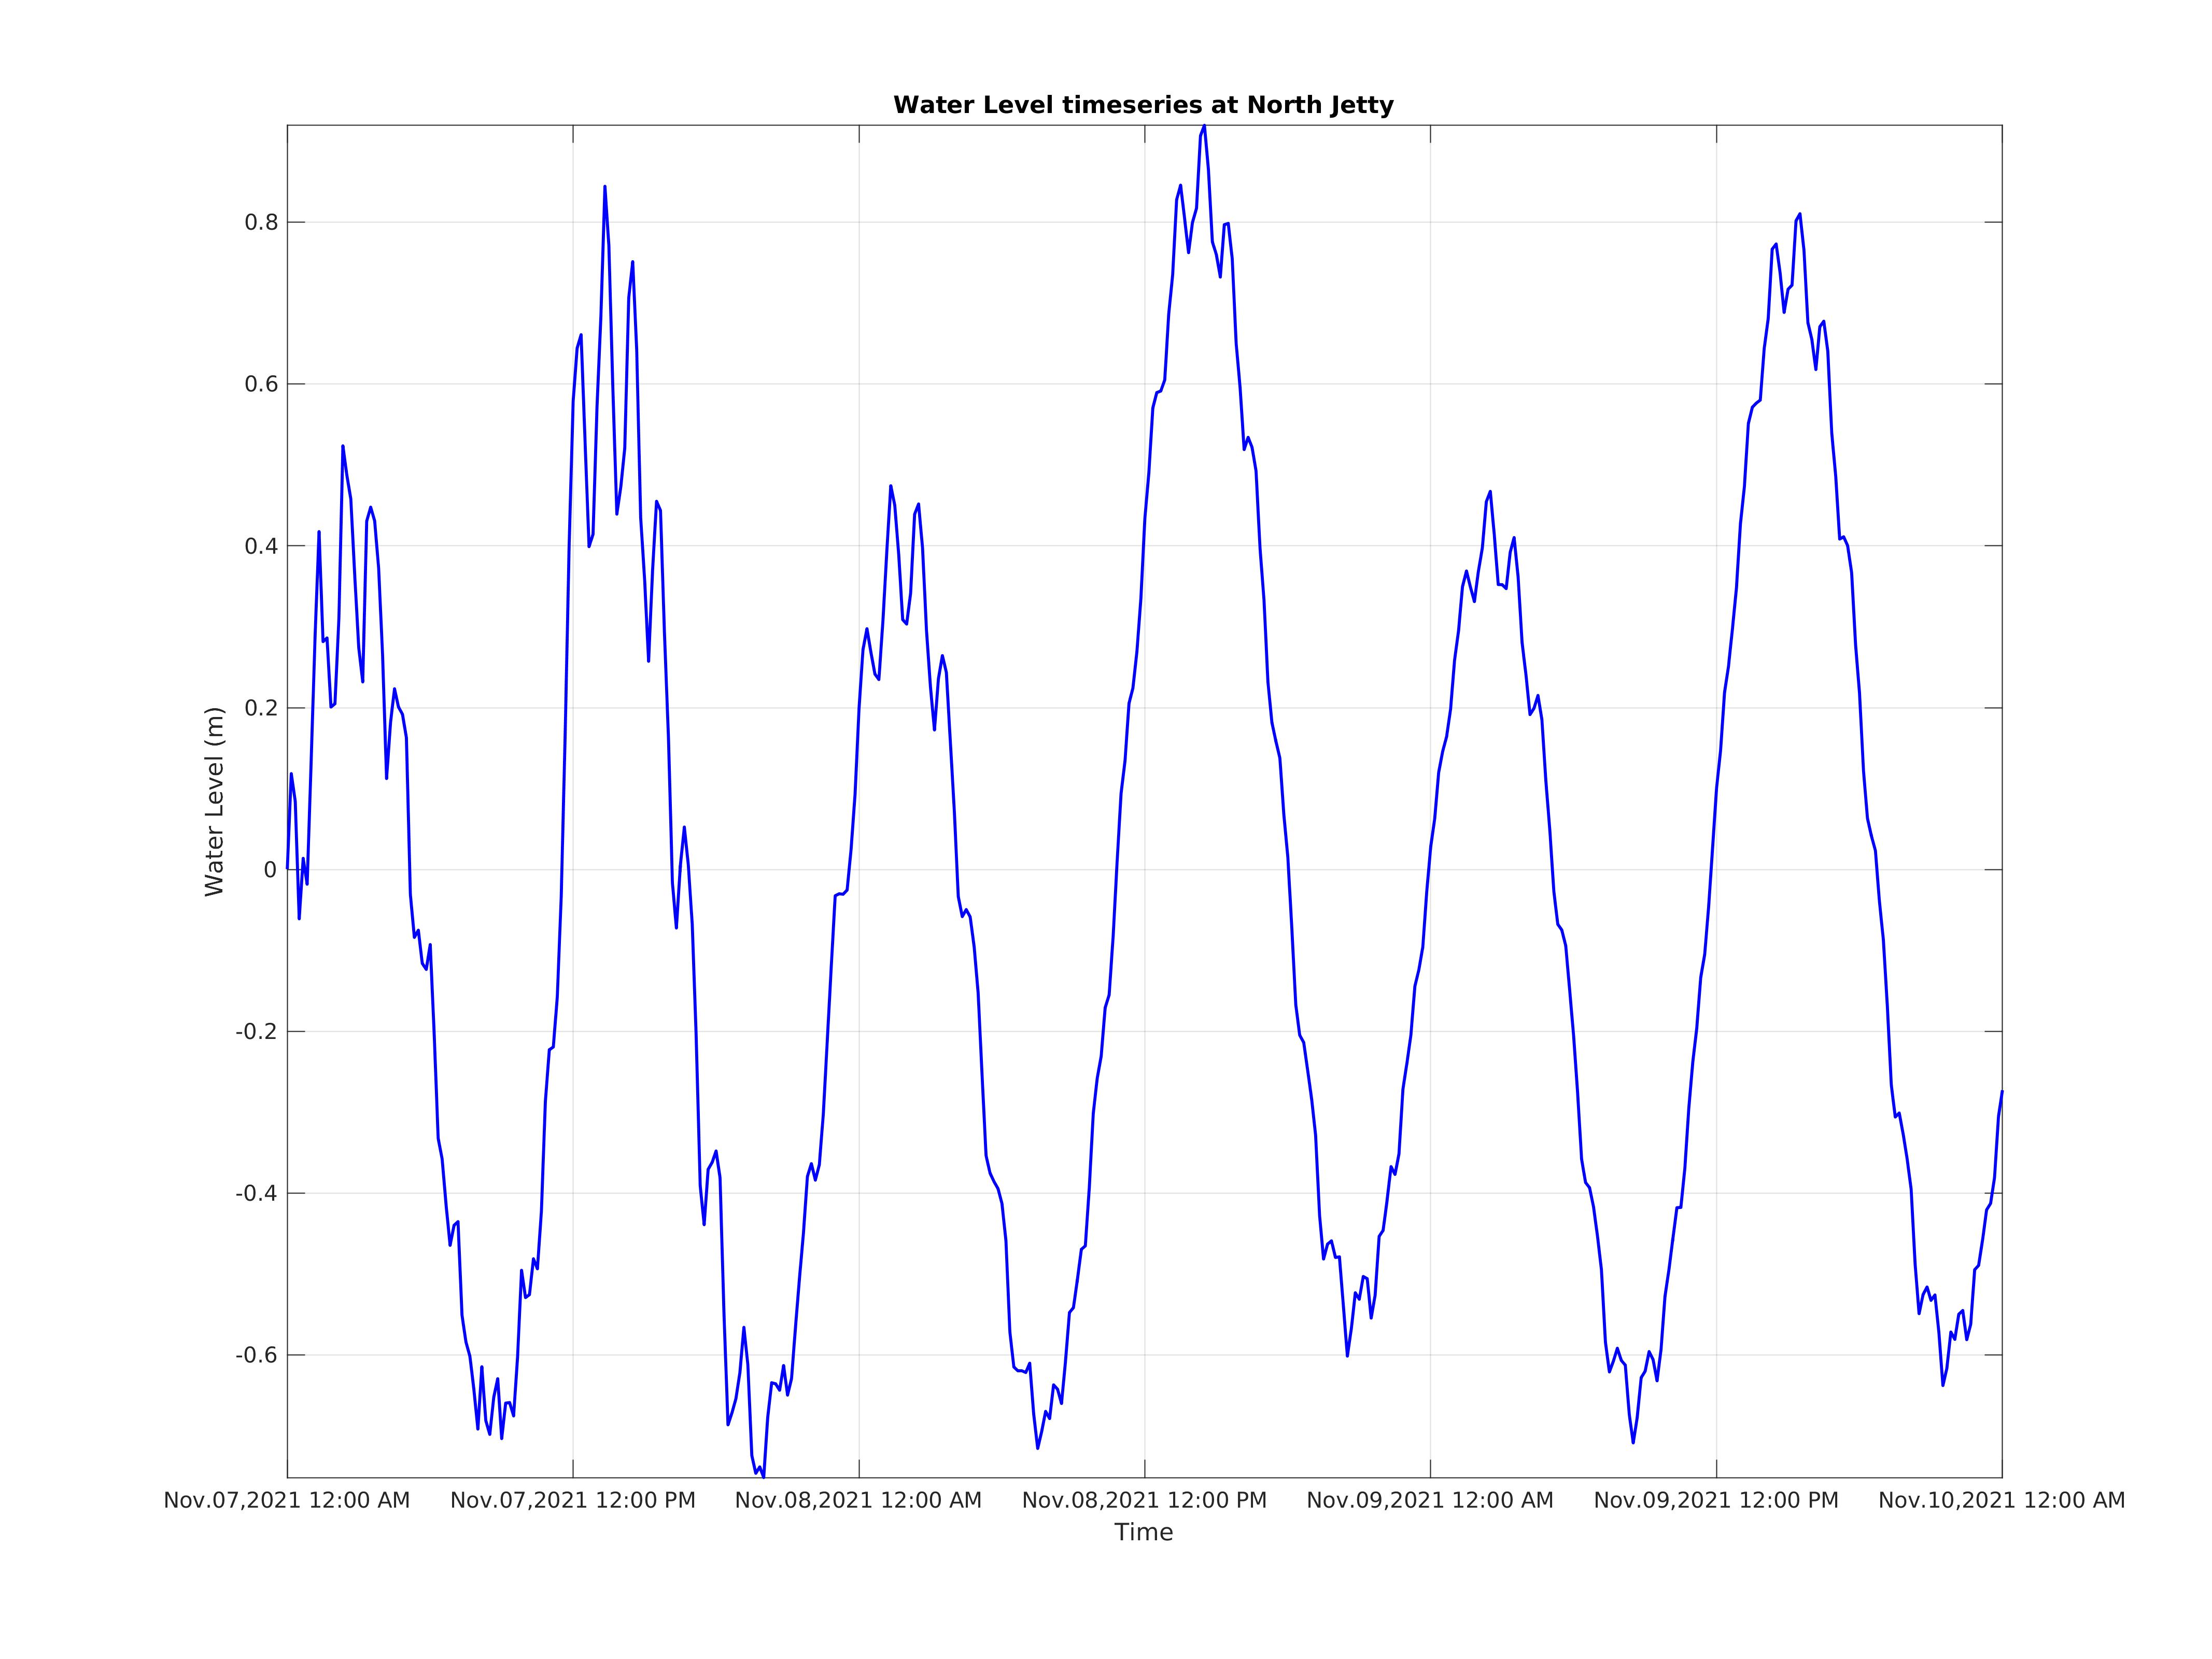 Water Level timeseries at North Jetty
0.8
0.6
0.4
0.2
0
-0.2
-0.4
-0.6
Water Level (m)
Nov.07,2021 12:00 AM Nov.07,2021 12:00 PM Nov.08,2021 12:00 AM Nov.08,2021 12:00 PM Nov.09,2021 12:00 AM Nov.09,2021 12:00 PM Nov.10,2021 12:00 AM
Time